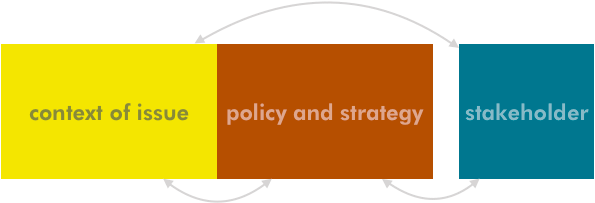 context of issue
policy and strategy
stakeholder